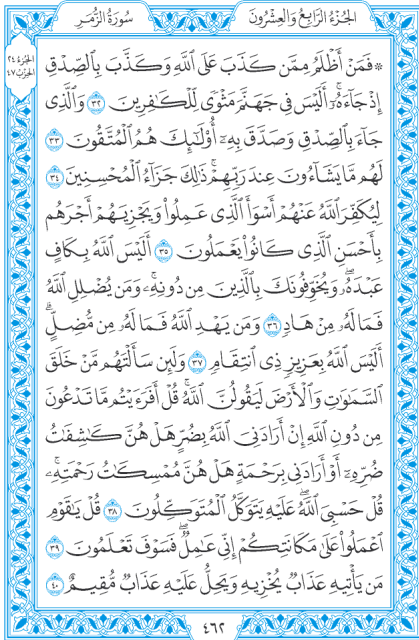 الجُزْءُ الرَّابِعُ وَالعِشْرُونَ
سُورَةُ الزُّمَرِ
الجزء ٢٤
الحزب ٤٧
۞ فَمَنْ أَظْلَمُ مِمَّن كَذَبَ عَلَى ٱللَّهِ وَكَذَّبَ بِٱلصِّدْقِ
إِذْ جَآءَهُۥٓۚ أَلَيْسَ فِي جَهَنَّمَ مَثْوًى لِّلْكَٰفِرِينَ ٣٢ وَٱلَّذِي
جَآءَ بِٱلصِّدْقِ وَصَدَّقَ بِهِۦٓ أُوْلَٰٓئِكَ هُمُ ٱلْمُتَّقُونَ ٣٣
لَهُم مَّا يَشَآءُونَ عِندَ رَبِّهِمْۚ ذَٰلِكَ جَزَآءُ ٱلْمُحْسِنِينَ ٣٤
لِيُكَفِّرَ ٱللَّهُ عَنْهُمْ أَسْوَأَ ٱلَّذِي عَمِلُواْ وَيَجْزِيَهُمْ أَجْرَهُم
بِأَحْسَنِ ٱلَّذِي كَانُواْ يَعْمَلُونَ ٣٥ أَلَيْسَ ٱللَّهُ بِكَافٍ
عَبْدَهُۥۖ وَيُخَوِّفُونَكَ بِٱلَّذِينَ مِن دُونِهِۦۚ وَمَن يُضْلِلِ ٱللَّهُ
فَمَا لَهُۥ مِنْ هَادٍ ٣٦ وَمَن يَهْدِ ٱللَّهُ فَمَا لَهُۥ مِن مُّضِلٍّۗ
أَلَيْسَ ٱللَّهُ بِعَزِيزٍ ذِي ٱنتِقَامٍ ٣٧ وَلَئِن سَأَلْتَهُم مَّنْ خَلَقَ
ٱلسَّمَٰوَٰتِ وَٱلْأَرْضَ لَيَقُولُنَّ ٱللَّهُۚ قُلْ أَفَرَءَيْتُم مَّا تَدْعُونَ
مِن دُونِ ٱللَّهِ إِنْ أَرَادَنِيَ ٱللَّهُ بِضُرٍّ هَلْ هُنَّ كَٰشِفَٰتُ
ضُرِّهِۦٓ أَوْ أَرَادَنِي بِرَحْمَةٍ هَلْ هُنَّ مُمْسِكَٰتُ رَحْمَتِهِۦۚ
قُلْ حَسْبِيَ ٱللَّهُۖ عَلَيْهِ يَتَوَكَّلُ ٱلْمُتَوَكِّلُونَ ٣٨ قُلْ يَٰقَوْمِ
ٱعْمَلُواْ عَلَىٰ مَكَانَتِكُمْ إِنِّي عَٰمِلٌۖ فَسَوْفَ تَعْلَمُونَ ٣٩
مَن يَأْتِيهِ عَذَابٌ يُخْزِيهِ وَيَحِلُّ عَلَيْهِ عَذَابٌ مُّقِيمٌ ٤٠
٤٦٢